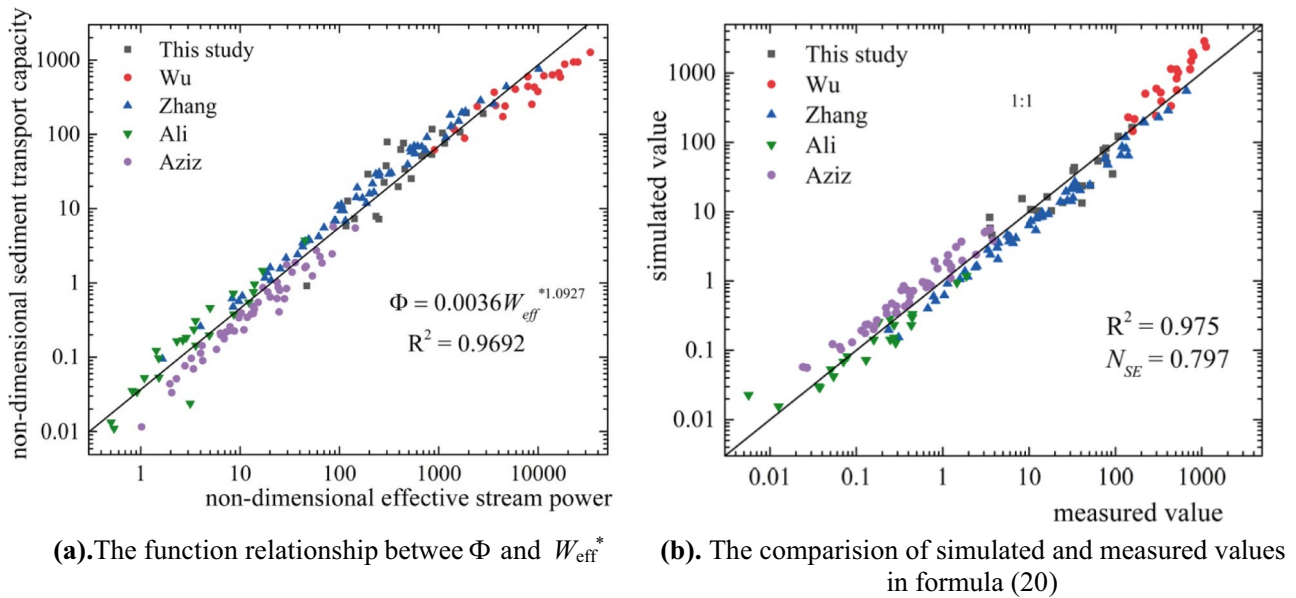 non-dimensional sediment transport capacity
1000
100
10
1
0.1
0.01
This study
Wu
Zhang
Ali
Aziz
Φ = 0.0036W_eff^*1.0927
R² = 0.9692
1 10 100 1000 10000
non-dimensional effective stream power
(a).The function relationship betwee Φ and W_eff^*
simulated value
1000
100
10
1
0.1
0.01
This study
Wu
Zhang
Ali
Aziz
1:1
R² = 0.975
N_SE = 0.797
0.01 0.1 1 10 100 1000
measured value
(b). The comparision of simulated and measured values
in formula (20)